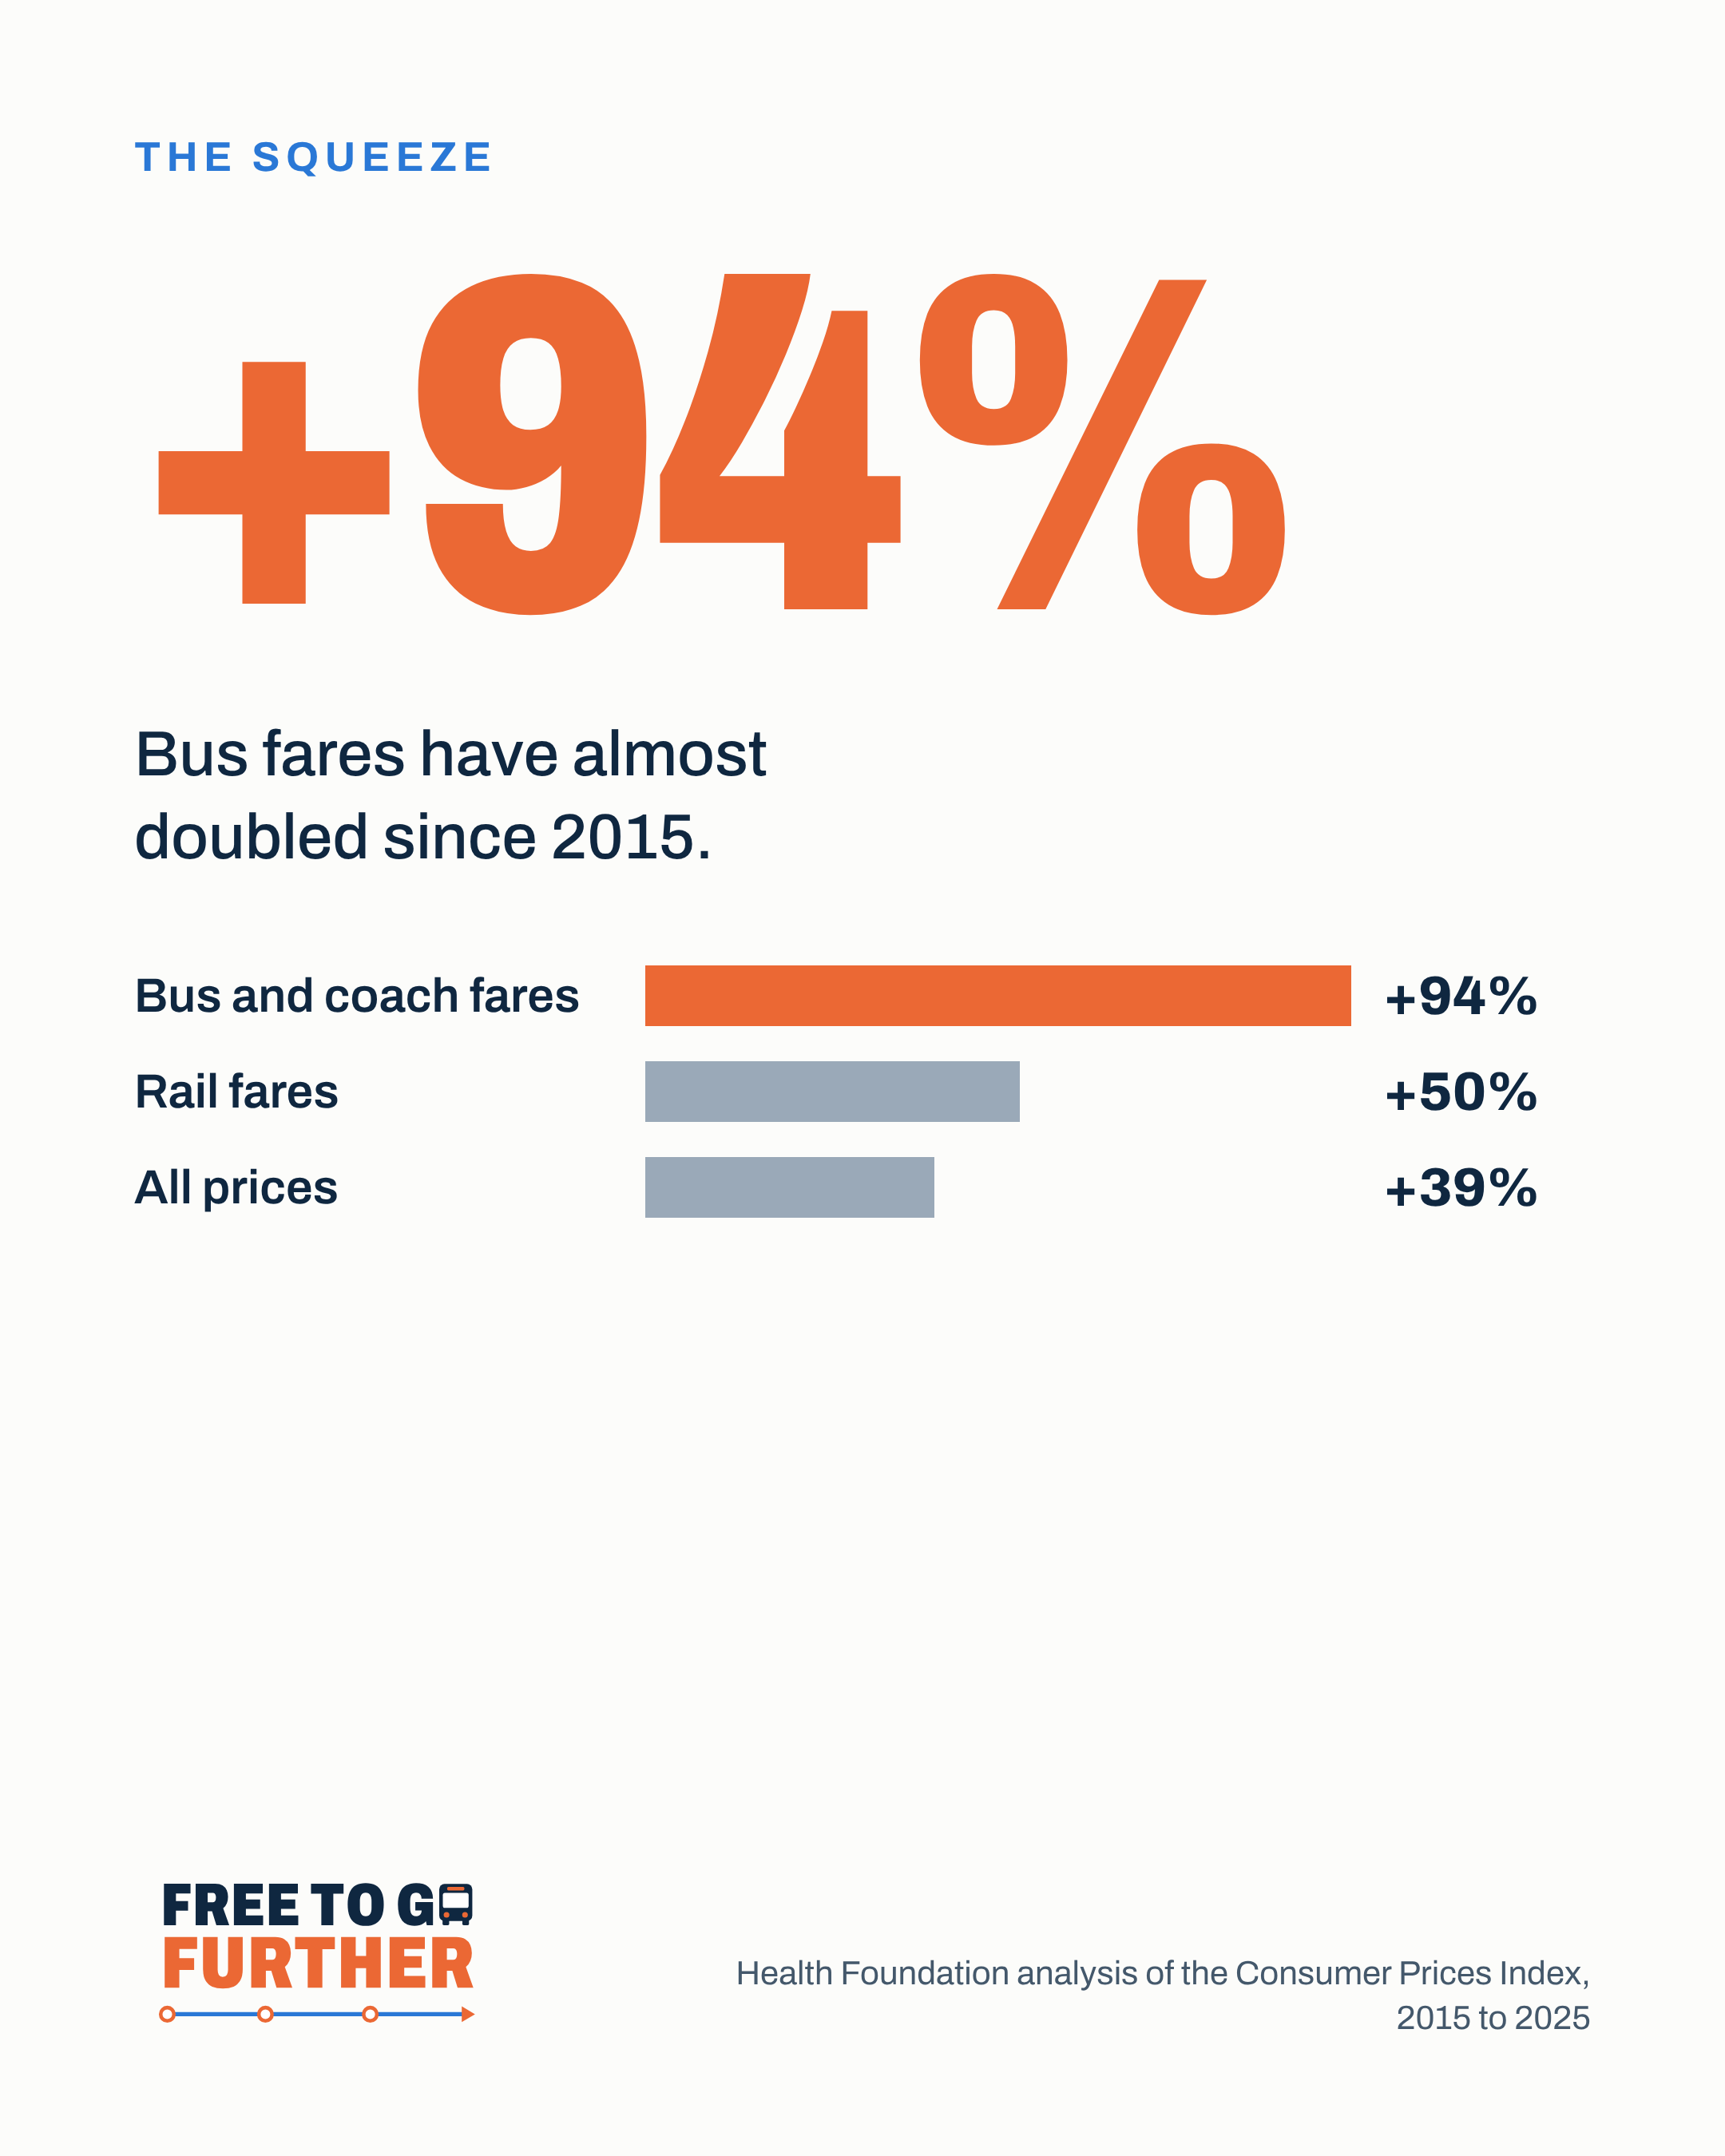 THE SQUEEZE
+94%
Bus fares have almost
doubled since 2015.
Bus and coach fares +94%
Rail fares +50%
All prices +39%
FREE TO GO
FURTHER
Health Foundation analysis of the Consumer Prices Index,
2015 to 2025